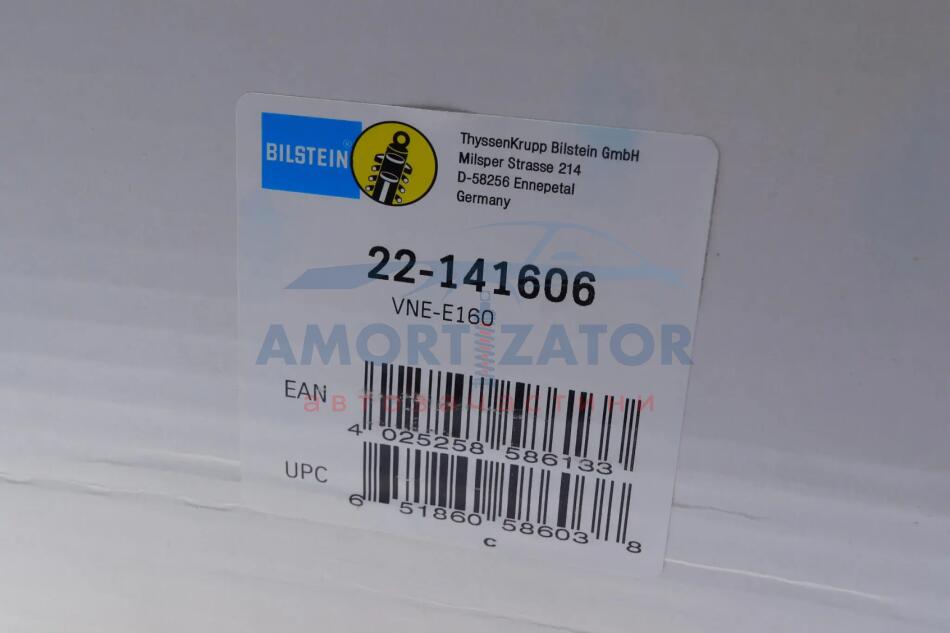 BILSTEIN®
ThyssenKrupp Bilstein GmbH
Milsper Strasse 214
D-58256 Ennepetal
Germany
22-141606
VNE-E160
AMORTIZATOR
автозапчастини
EAN
4 025258 586133
UPC
6 51860 58603 8
c